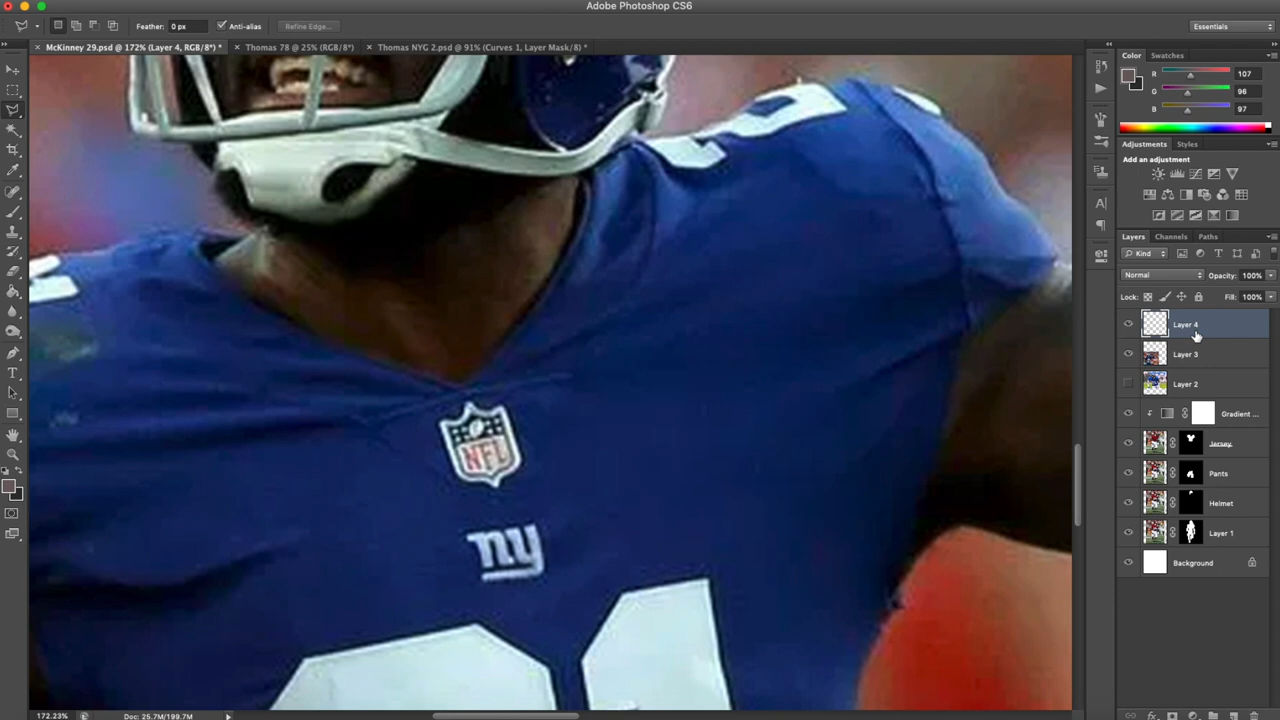 Adobe Photoshop CS6
Feather: 0 px Anti-alias Refine Edge... Essentials
McKinney 29.psd @ 172% (Layer 4, RGB/8*) * Thomas 78 @ 25% (RGB/8*) Thomas NYG 2.psd @ 91% (Curves 1, Layer Mask/8) *
Color Swatches
R 107
G 96
B 97
Adjustments Styles
Add an adjustment
Layers Channels Paths
Kind
Normal Opacity: 100%
Lock: Fill: 100%
Layer 4
Layer 3
Layer 2
Gradient ...
Jersey
Pants
Helmet
Layer 1
Background
NFL
ny
172.23% Doc: 25.7M/199.7M